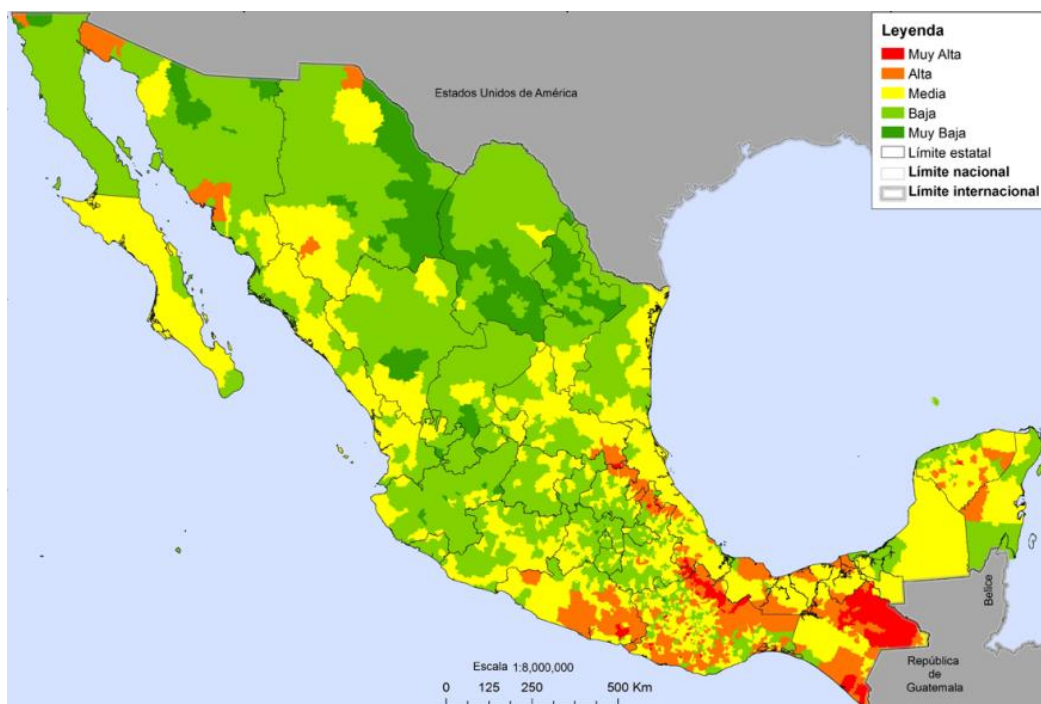 Leyenda
Muy Alta
Alta
Media
Baja
Muy Baja
Límite estatal
Límite nacional
Límite internacional
Estados Unidos de América
Belice
República
de
Guatemala
Escala 1:8,000,000
0 125 250 500 Km